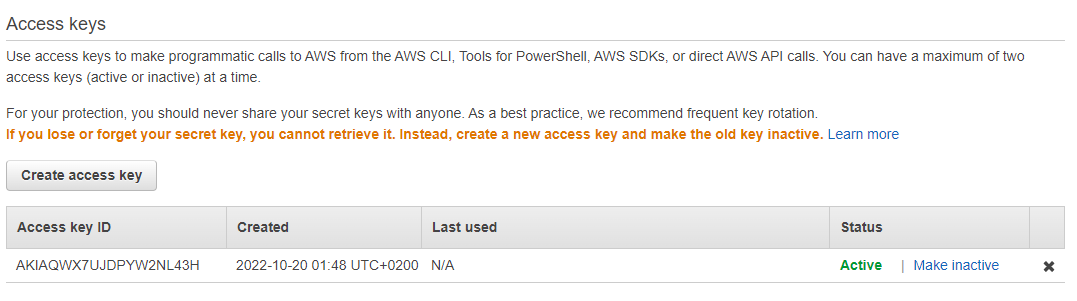 Access keys
Use access keys to make programmatic calls to AWS from the AWS CLI, Tools for PowerShell, AWS SDKs, or direct AWS API calls. You can have a maximum of two
access keys (active or inactive) at a time.
For your protection, you should never share your secret keys with anyone. As a best practice, we recommend frequent key rotation.
If you lose or forget your secret key, you cannot retrieve it. Instead, create a new access key and make the old key inactive. Learn more
Create access key
Access key ID Created Last used Status
AKIAQWX7UJDPYW2NL43H 2022-10-20 01:48 UTC+0200 N/A Active | Make inactive ✖